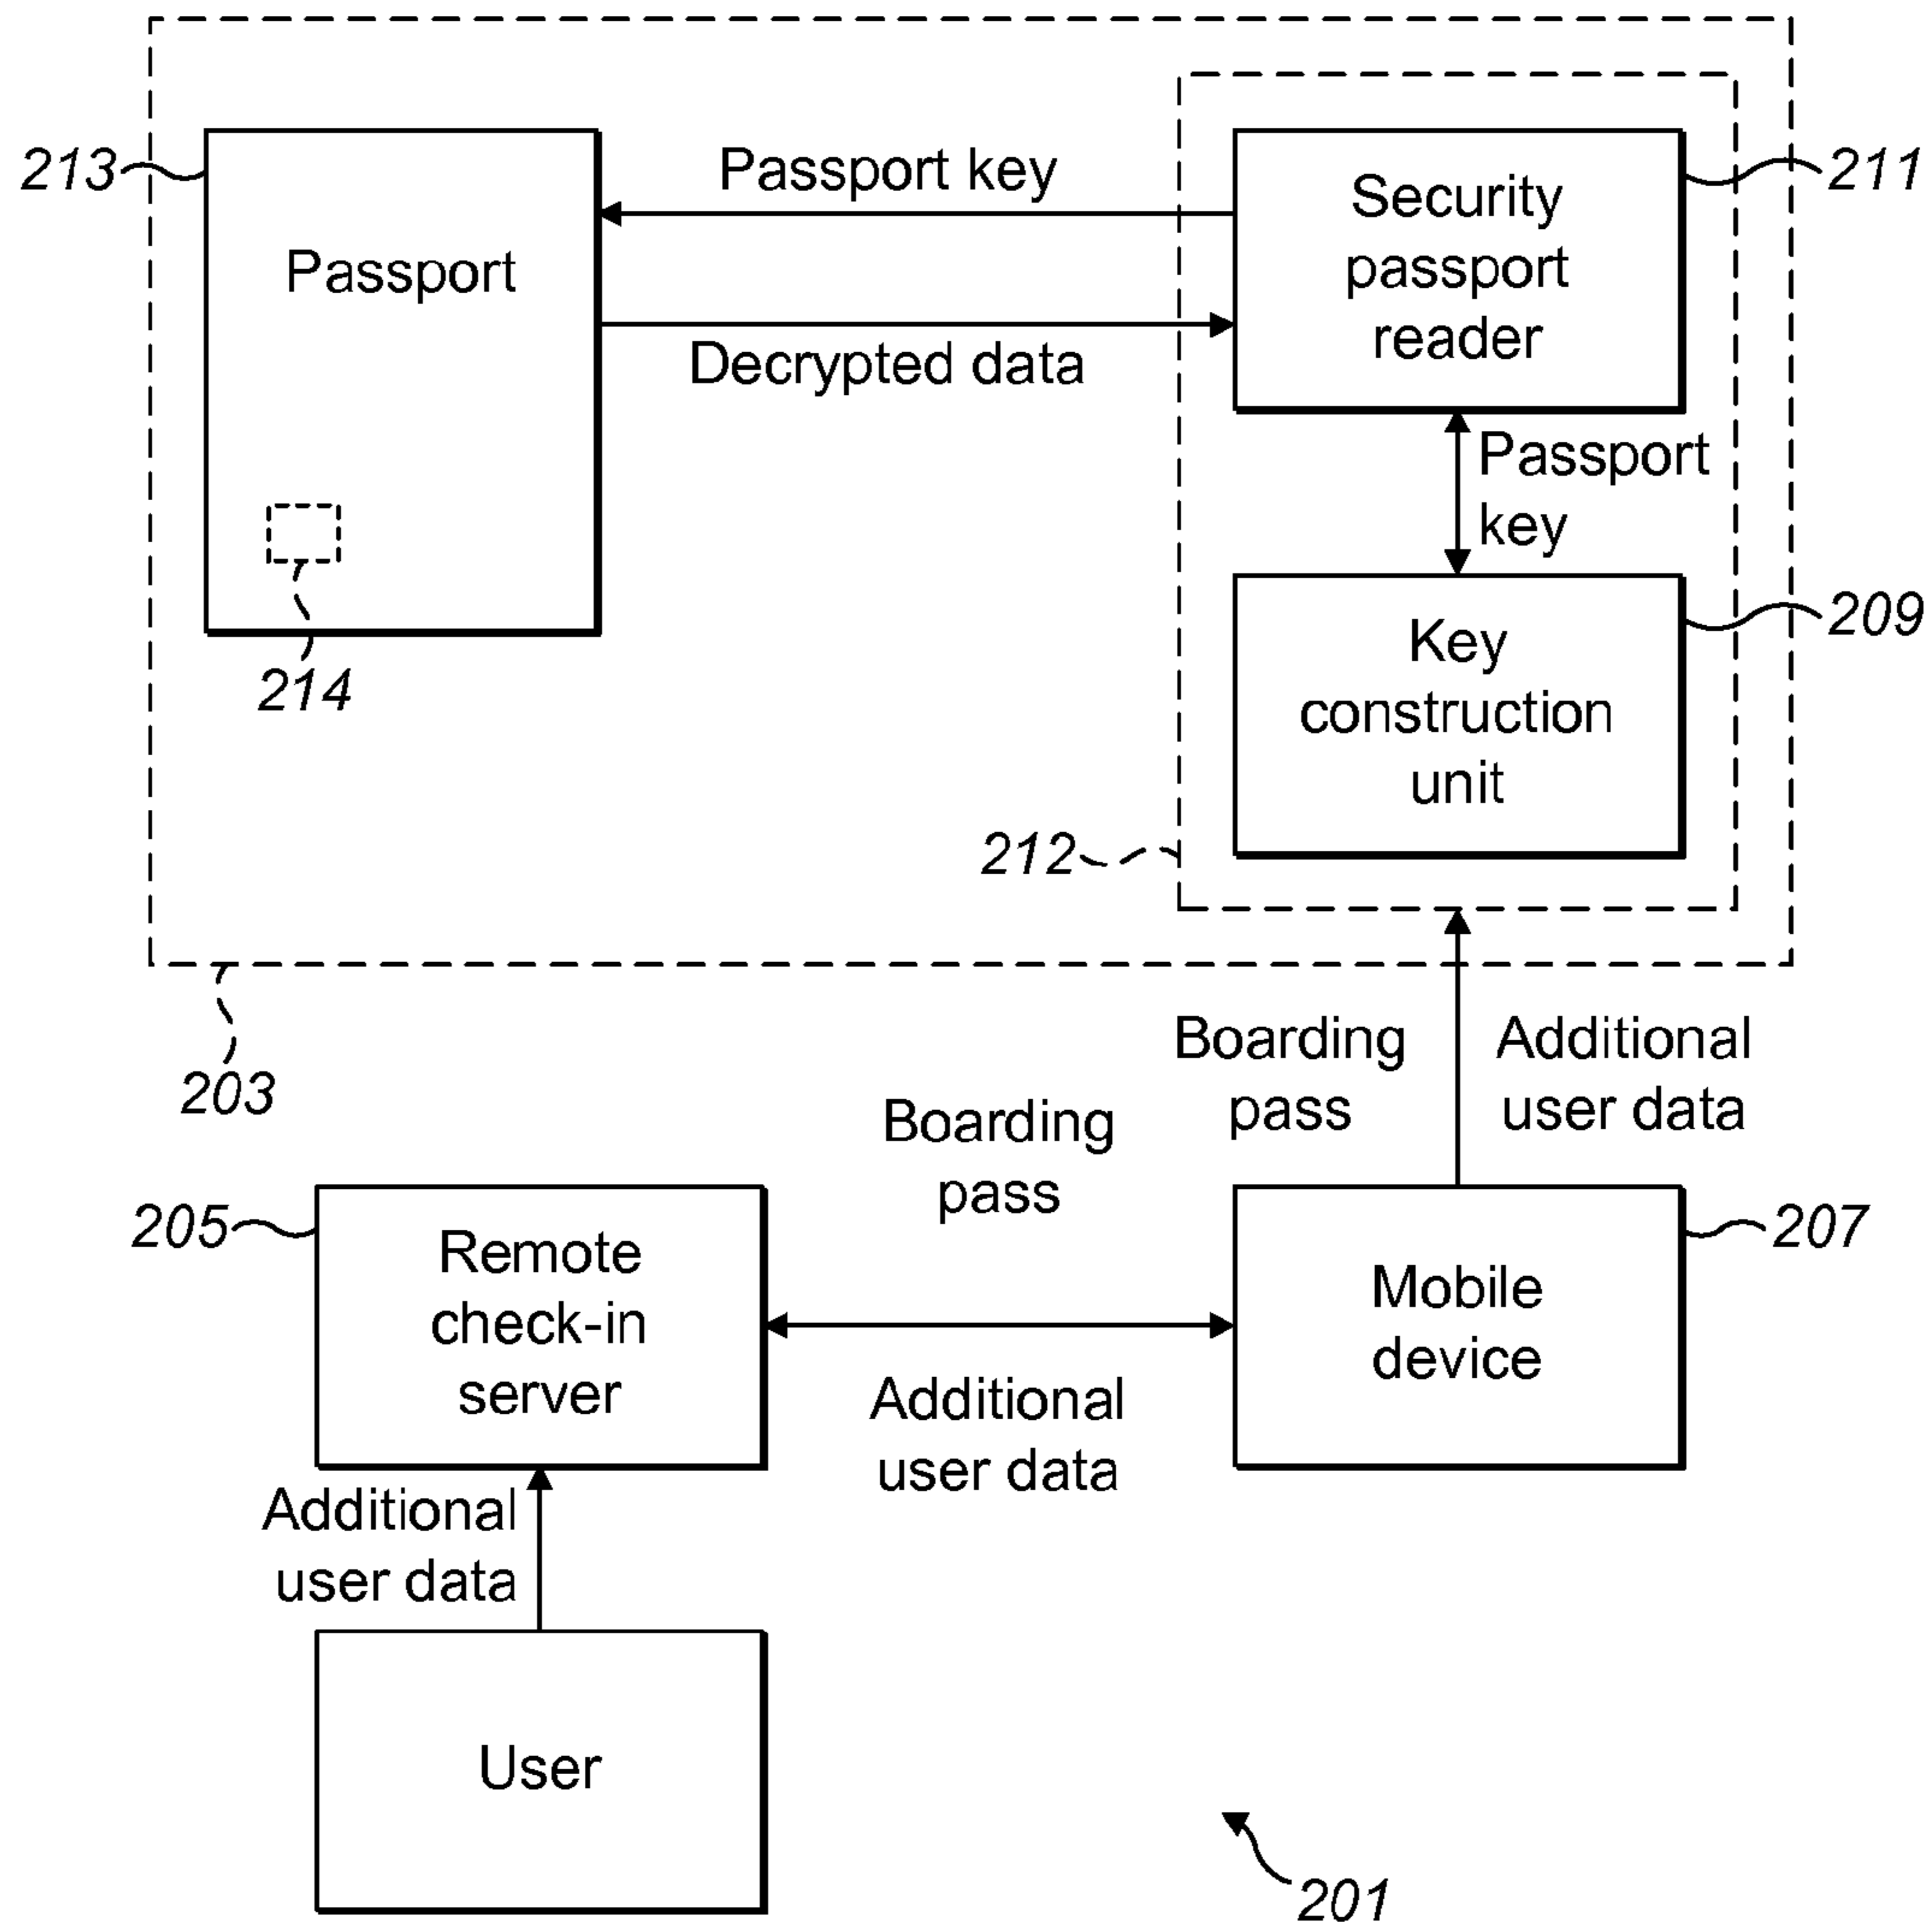 213
Passport
214
Passport key
Decrypted data
Security
passport
reader
211
Passport
key
Key
construction
unit
209
212
203
Boarding
pass
Additional
user data
Boarding
pass
205
Remote
check-in
server
Additional
user data
Mobile
device
207
Additional
user data
User
201